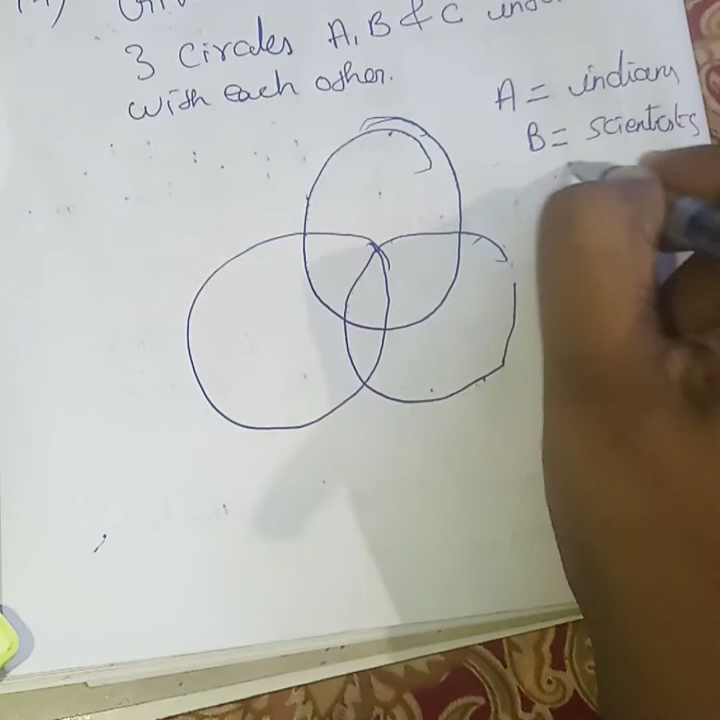 3 Circles A, B & C
with each other.
A = indians
B = scientists